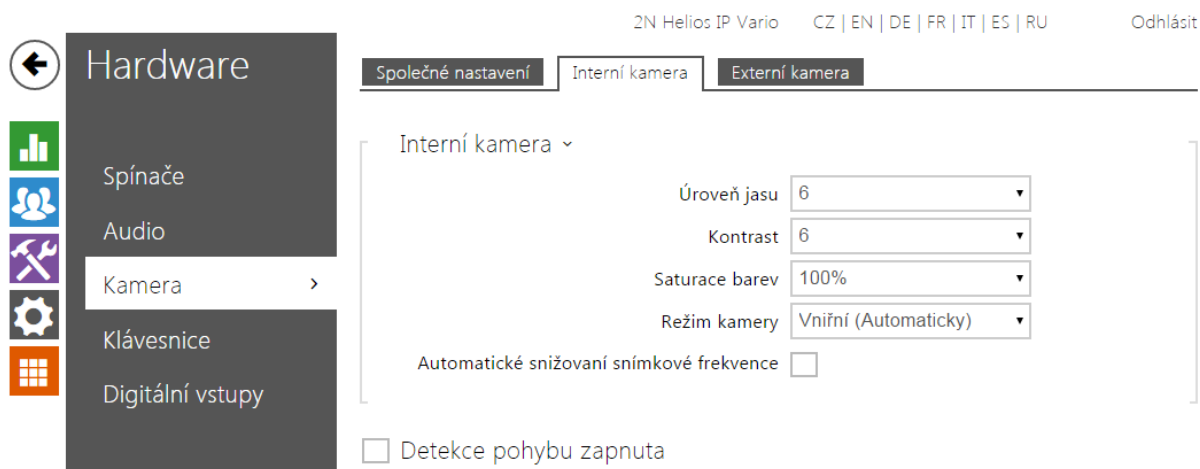 2N Helios IP Vario CZ | EN | DE | FR | IT | ES | RU Odhlásit
Hardware
Spínače
Audio
Kamera
Klávesnice
Digitální vstupy
Společné nastavení Interní kamera Externí kamera
Interní kamera
Úroveň jasu 6
Kontrast 6
Saturace barev 100%
Režim kamery Vniřní (Automaticky)
Automatické snižovaní snímkové frekvence
Detekce pohybu zapnuta